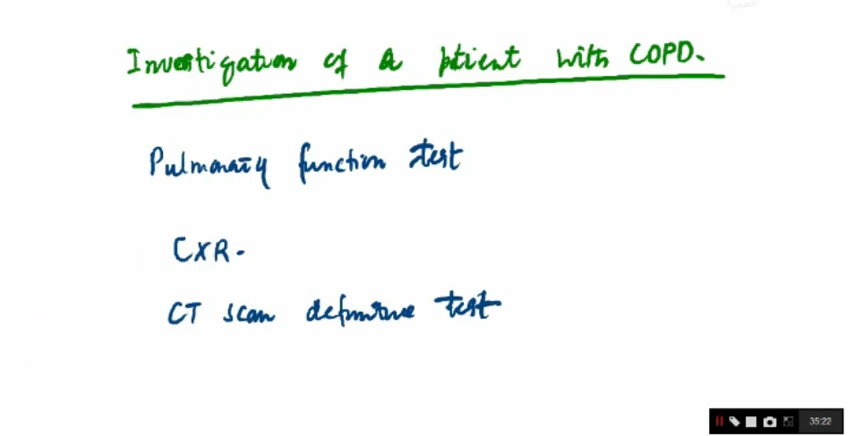 Investigation of a patient with COPD.
Pulmonary function test
CXR.
CT scan definitive test
35:22